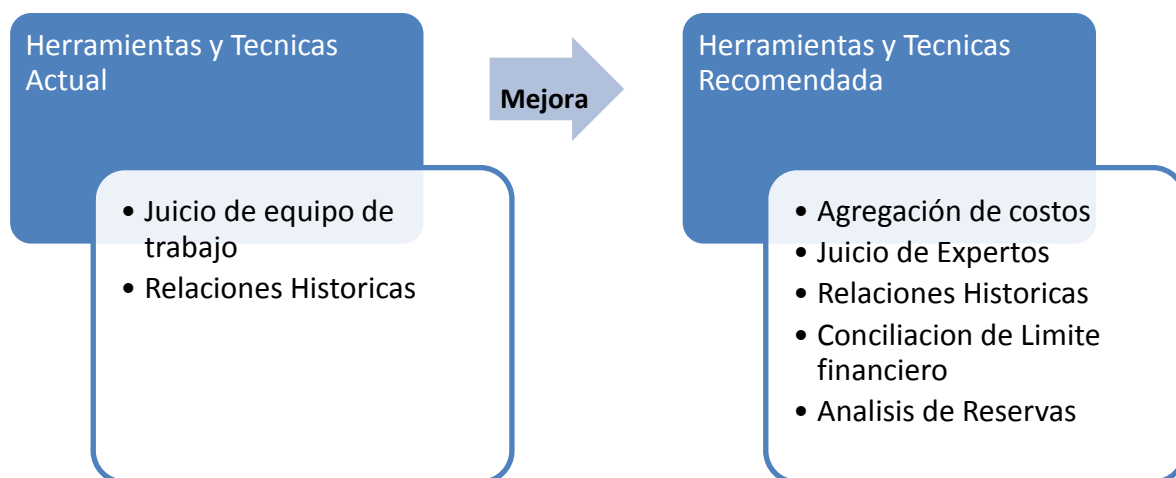 Herramientas y Tecnicas
Actual
• Juicio de equipo de
trabajo
• Relaciones Historicas
Mejora
Herramientas y Tecnicas
Recomendada
• Agregación de costos
• Juicio de Expertos
• Relaciones Historicas
• Conciliacion de Limite
financiero
• Analisis de Reservas